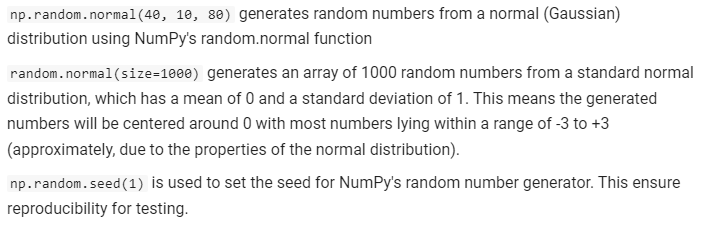 np.random.normal(40, 10, 80) generates random numbers from a normal (Gaussian)
distribution using NumPy's random.normal function
random.normal(size=1000) generates an array of 1000 random numbers from a standard normal
distribution, which has a mean of 0 and a standard deviation of 1. This means the generated
numbers will be centered around 0 with most numbers lying within a range of -3 to +3
(approximately, due to the properties of the normal distribution).
np.random.seed(1) is used to set the seed for NumPy's random number generator. This ensure
reproducibility for testing.